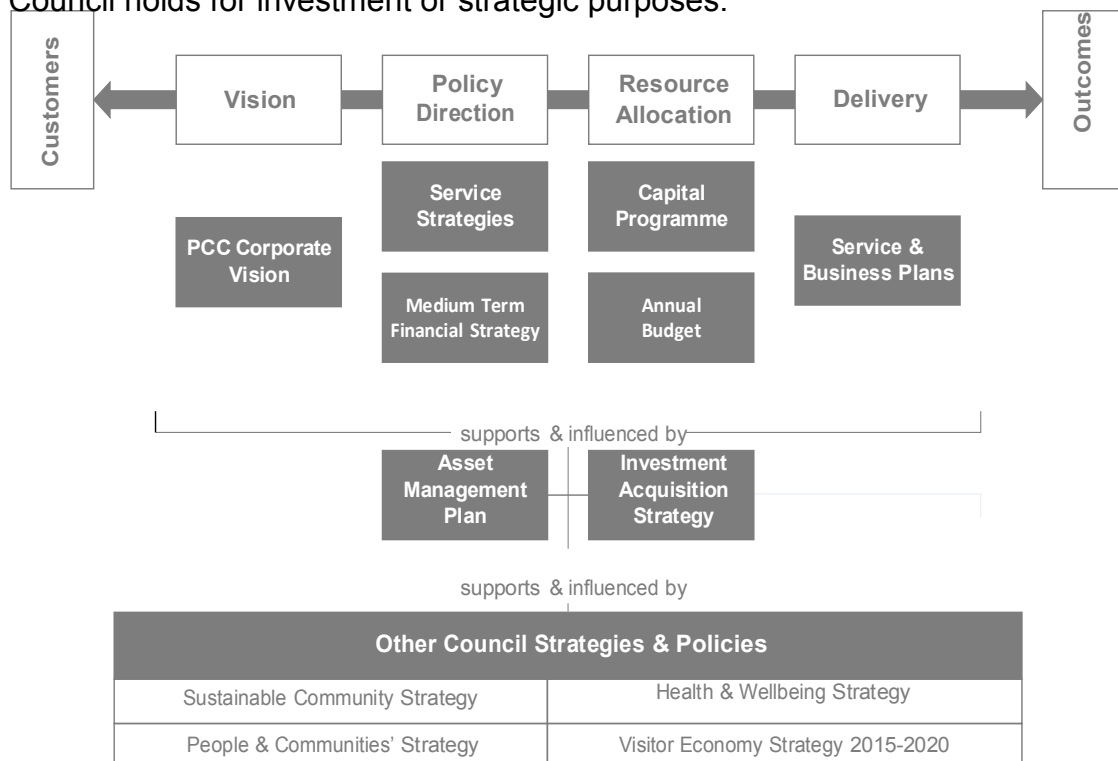 Council holds for investment or strategic purposes.
Customers
Vision
Policy
Direction
Resource
Allocation
Delivery
Outcomes
PCC Corporate
Vision
Service
Strategies
Medium Term
Financial Strategy
Capital
Programme
Annual
Budget
Service &
Business Plans
supports & influenced by
Asset
Management
Plan
Investment
Acquisition
Strategy
supports & influenced by
Other Council Strategies & Policies
Sustainable Community Strategy
Health & Wellbeing Strategy
People & Communities’ Strategy
Visitor Economy Strategy 2015-2020